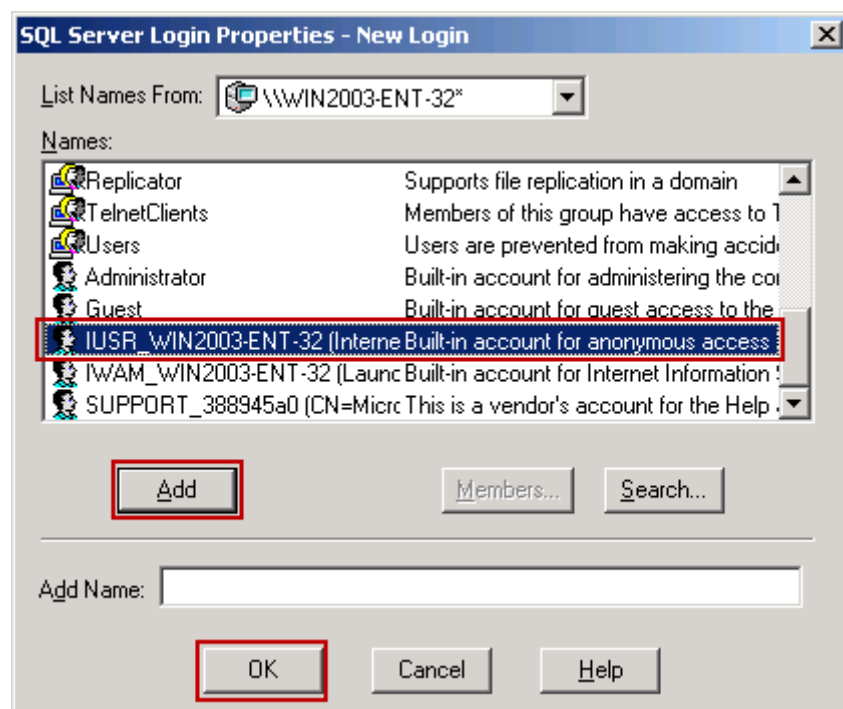 SQL Server Login Properties - New Login
List Names From: \\WIN2003-ENT-32*
Names:
Replicator Supports file replication in a domain
TelnetClients Members of this group have access to T
Users Users are prevented from making accid
Administrator Built-in account for administering the co
Guest Built-in account for guest access to the
IUSR_WIN2003-ENT-32 (Interne Built-in account for anonymous access
IWAM_WIN2003-ENT-32 (Launc Built-in account for Internet Information S
SUPPORT_388945a0 (CN=Micro This is a vendor's account for the Help
Add Members... Search...
Add Name:
OK Cancel Help